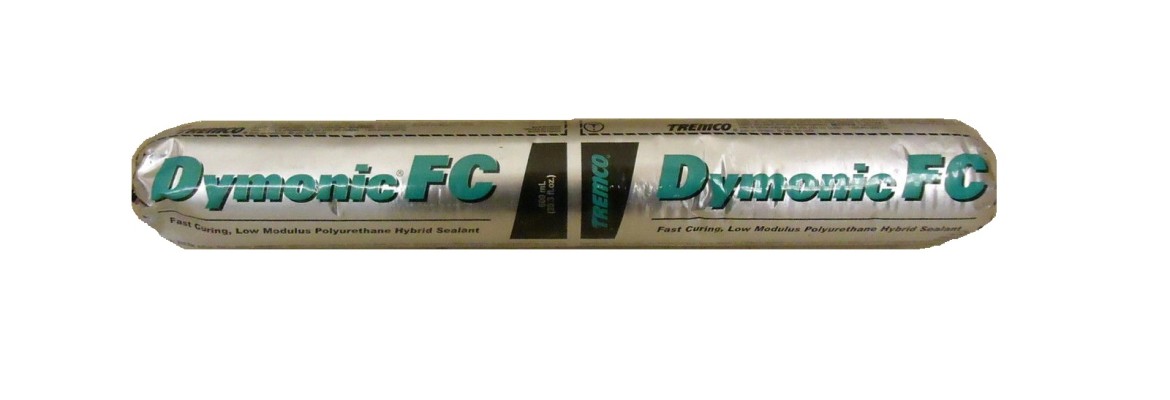 TREMCO
TREMCO
Dymonic® FC
Fast Curing, Low Modulus Polyurethane Hybrid Sealant
TREMCO
Dymonic FC
Fast Curing, Low Modulus Polyurethane Hybrid Sealant